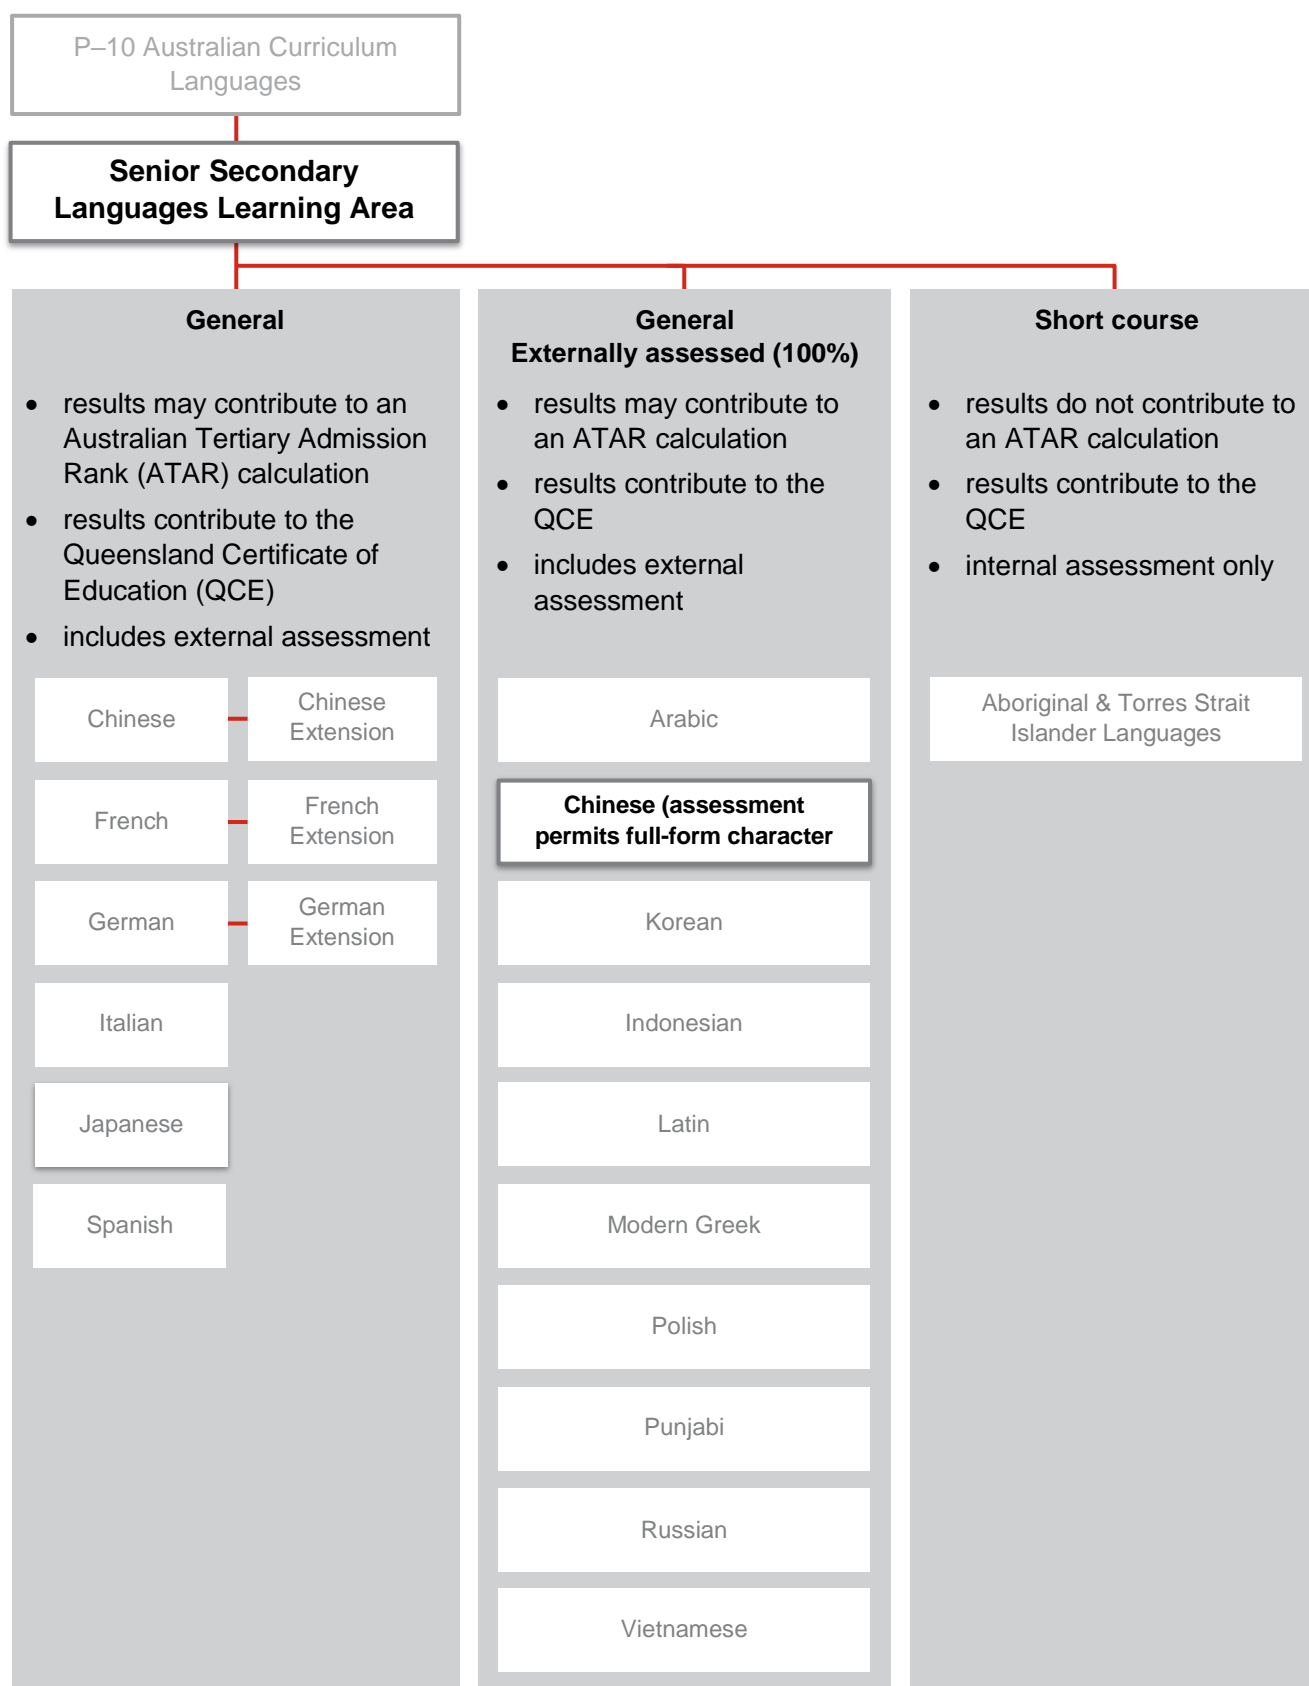 P–10 Australian Curriculum
Languages
Senior Secondary
Languages Learning Area
General
• results may contribute to an
Australian Tertiary Admission
Rank (ATAR) calculation
• results contribute to the
Queensland Certificate of
Education (QCE)
• includes external assessment
Chinese
Chinese
Extension
French
French
Extension
German
German
Extension
Italian
Japanese
Spanish
General
Externally assessed (100%)
• results may contribute to
an ATAR calculation
• results contribute to the
QCE
• includes external
assessment
Arabic
Chinese (assessment
permits full-form character
Korean
Indonesian
Latin
Modern Greek
Polish
Punjabi
Russian
Vietnamese
Short course
• results do not contribute to
an ATAR calculation
• results contribute to the
QCE
• internal assessment only
Aboriginal & Torres Strait
Islander Languages